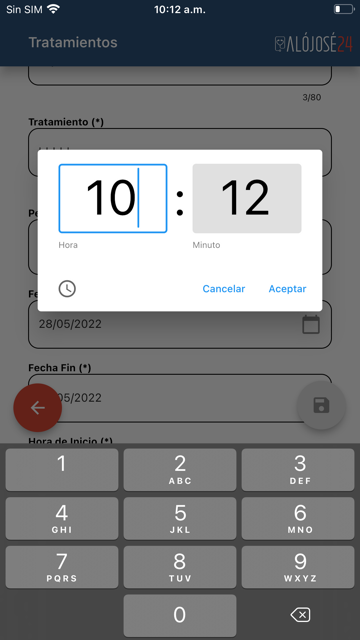 Sin SIM
10:12 a.m.
Tratamientos
ALÓJOSÉ24
3/80
Tratamiento (*)
10 : 12
Hora
Minuto
Cancelar
Aceptar
28/05/2022
Fecha Fin (*)
05/2022
Hora de Inicio (*)
1
2
ABC
3
DEF
4
GHI
5
JKL
6
MNO
7
PQRS
8
TUV
9
WXYZ
0